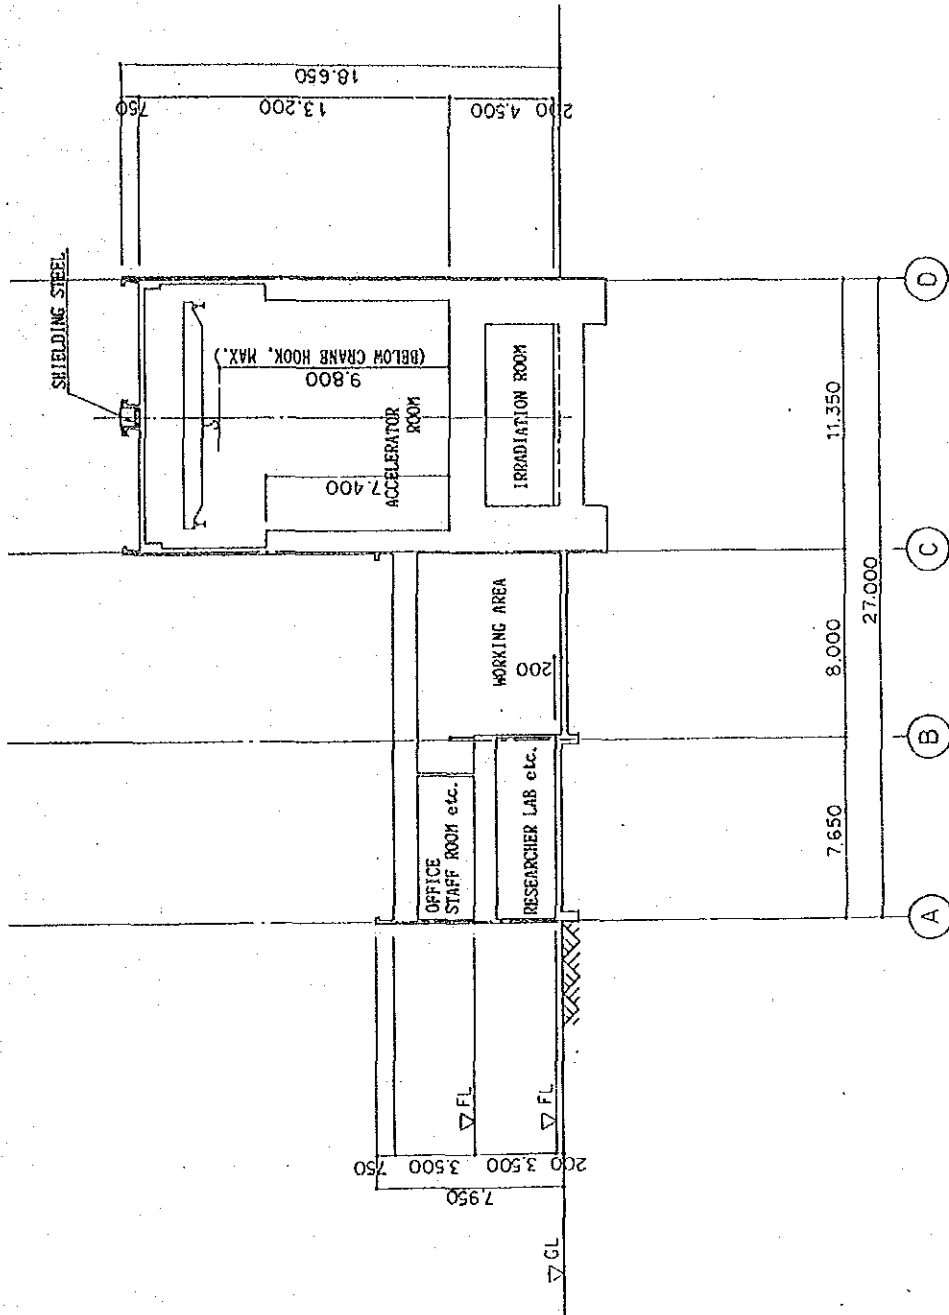 SHIELDING STEEL
18.650
750
13.200
4.500
200
(BELOW CRANB HOOK, MAX.)
9.800
7.400
ACCELERATOR
ROOM
IRRADIATION ROOM
WORKING AREA
200
OFFICE
STAFF ROOM etc.
RESEARCHER LAB etc.
750
3.500
3.500
200
7.950
▽ FL
▽ FL
▽ GL
7.650
8.000
11.350
27.000
A
B
C
D